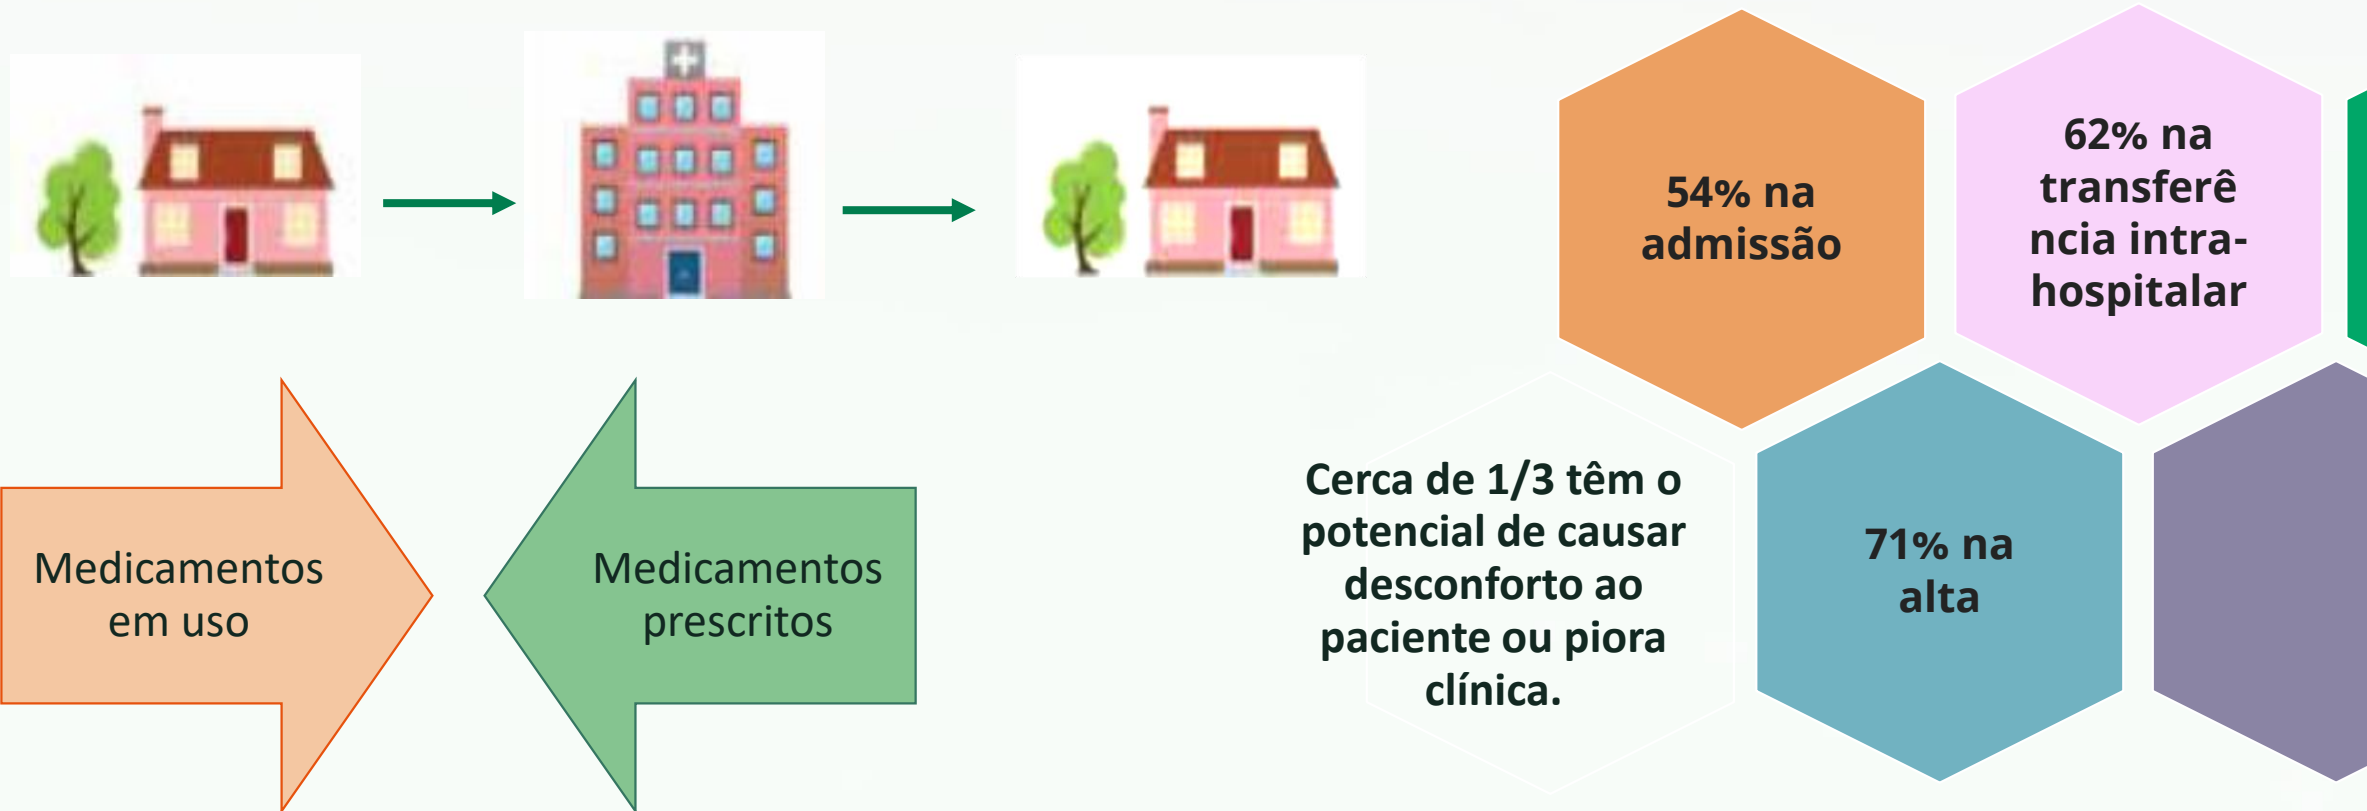 54% na
admissão
62% na
transferê
ncia intra-
hospitalar
Medicamentos
em uso
Medicamentos
prescritos
Cerca de 1/3 têm o
potencial de causar
desconforto ao
paciente ou piora
clínica.
71% na
alta